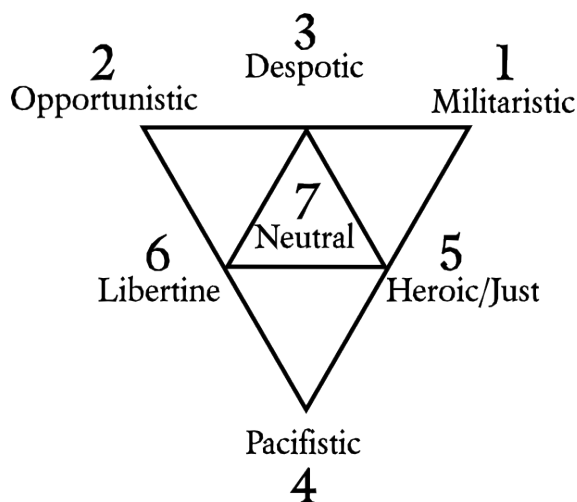 3
Despotic
2
Opportunistic
1
Militaristic
7
Neutral
6
Libertine
5
Heroic/Just
Pacifistic
4